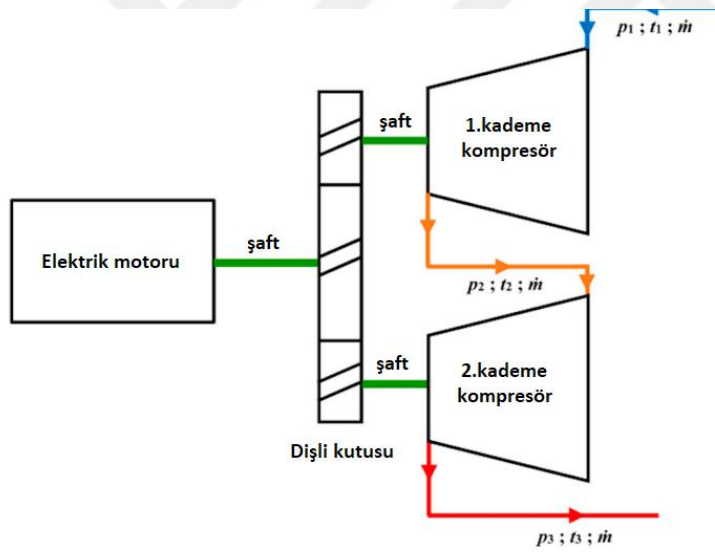 p₁ ; t₁ ; ṁ
şaft
1.kademe
kompresör
şaft
Elektrik motoru
p₂ ; t₂ ; ṁ
şaft
2.kademe
kompresör
Dişli kutusu
p₃ ; t₃ ; ṁ